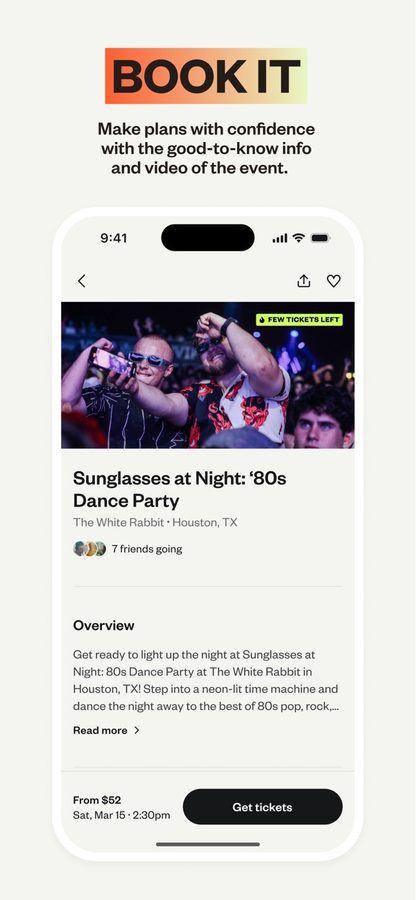 BOOK IT
Make plans with confidence
with the good-to-know info
and video of the event.
9:41
FEW TICKETS LEFT
Sunglasses at Night: ‘80s
Dance Party
The White Rabbit • Houston, TX
7 friends going
Overview
Get ready to light up the night at Sunglasses at
Night: 80s Dance Party at The White Rabbit in
Houston, TX! Step into a neon-lit time machine and
dance the night away to the best of 80s pop, rock,...
Read more
From $52
Sat, Mar 15 · 2:30pm
Get tickets